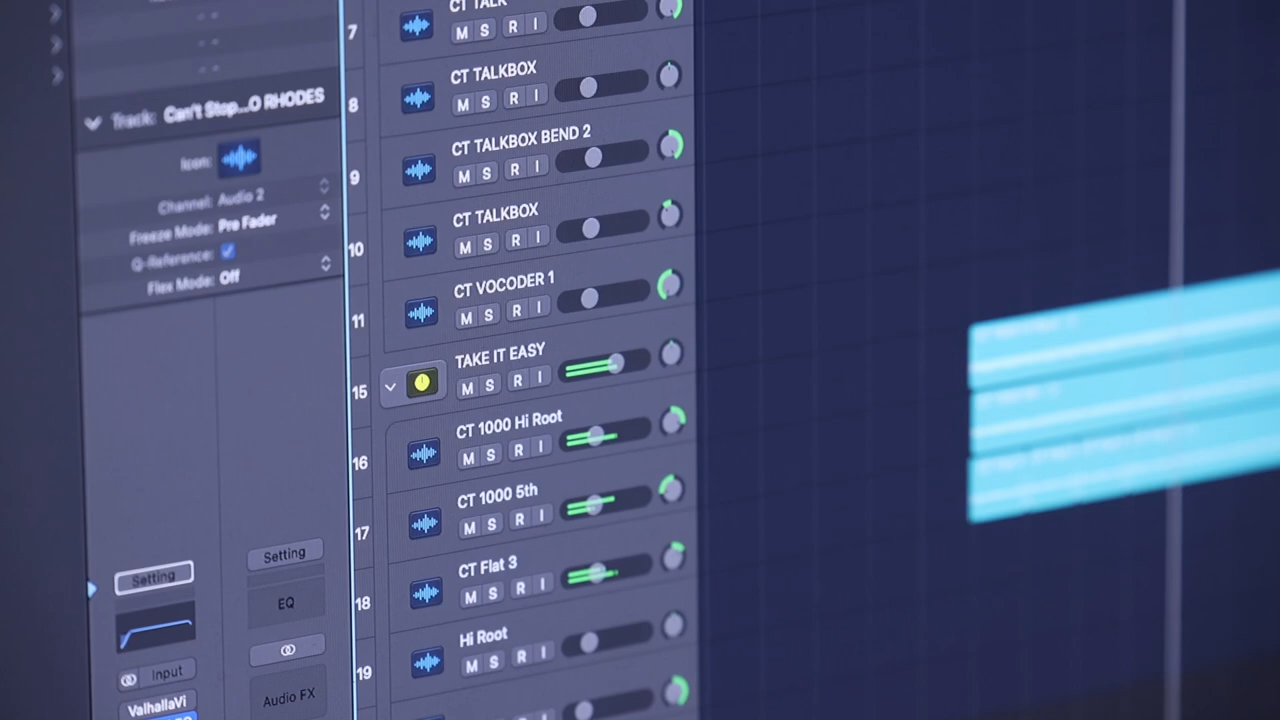 Track: Can't Stop...O RHODES
Icon:
Channel: Audio 2
Freeze Mode: Pre Fader
Q-Reference:
Flex Mode: Off
Setting
Input
ValhallaVi
Setting
EQ
Audio FX
7
CT TALK
M S R I
8
CT TALKBOX
M S R I
9
CT TALKBOX BEND 2
M S R I
10
CT TALKBOX
M S R I
11
CT VOCODER 1
M S R I
15
TAKE IT EASY
M S R I
16
CT 1000 Hi Root
M S R I
17
CT 1000 5th
M S R I
18
CT Flat 3
M S R I
19
Hi Root
M S R I